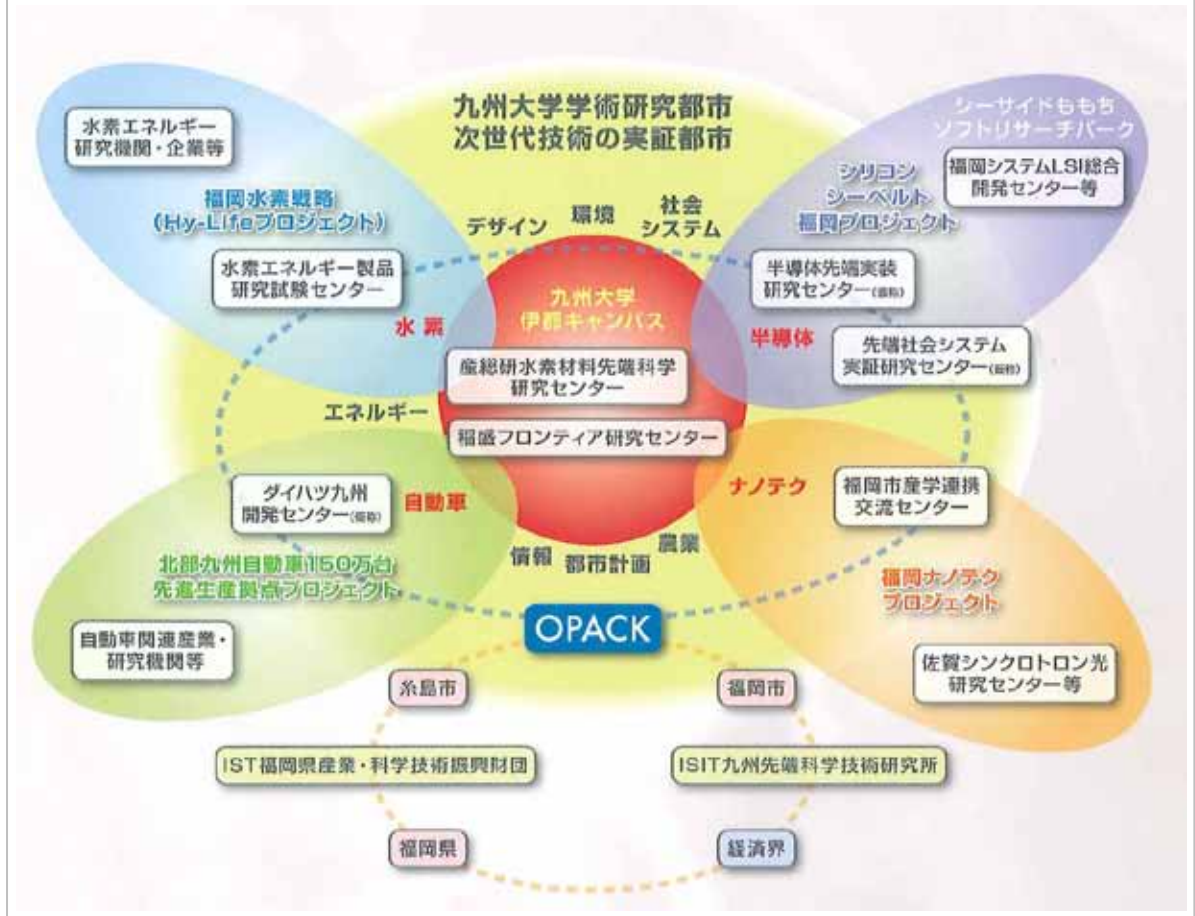 九州大学学術研究都市
次世代技術の実証都市
シーサイドももち
ソフトリサーチパーク
水素エネルギー
研究機関・企業等
福岡システムLSI総合
開発センター等
福岡水素戦略
(Hy-Lifeプロジェクト)
シリコン
シーベルト
福岡プロジェクト
デザイン
環境
社会
システム
水素エネルギー製品
研究試験センター
半導体先端実装
研究センター(仮称)
九州大学
伊都キャンパス
水素
半導体
先端社会システム
実証研究センター(仮称)
産総研水素材料先端科学
研究センター
エネルギー
稲盛フロンティア研究センター
ダイハツ九州
開発センター(仮称)
自動車
ナノテク
福岡市産学連携
交流センター
情報
都市計画
農業
北部九州自動車150万台
先進生産拠点プロジェクト
福岡ナノテク
プロジェクト
OPACK
自動車関連産業・
研究機関等
佐賀シンクロトロン光
研究センター等
糸島市
福岡市
IST福岡県産業・科学技術振興財団
ISIT九州先端科学技術研究所
福岡県
経済界